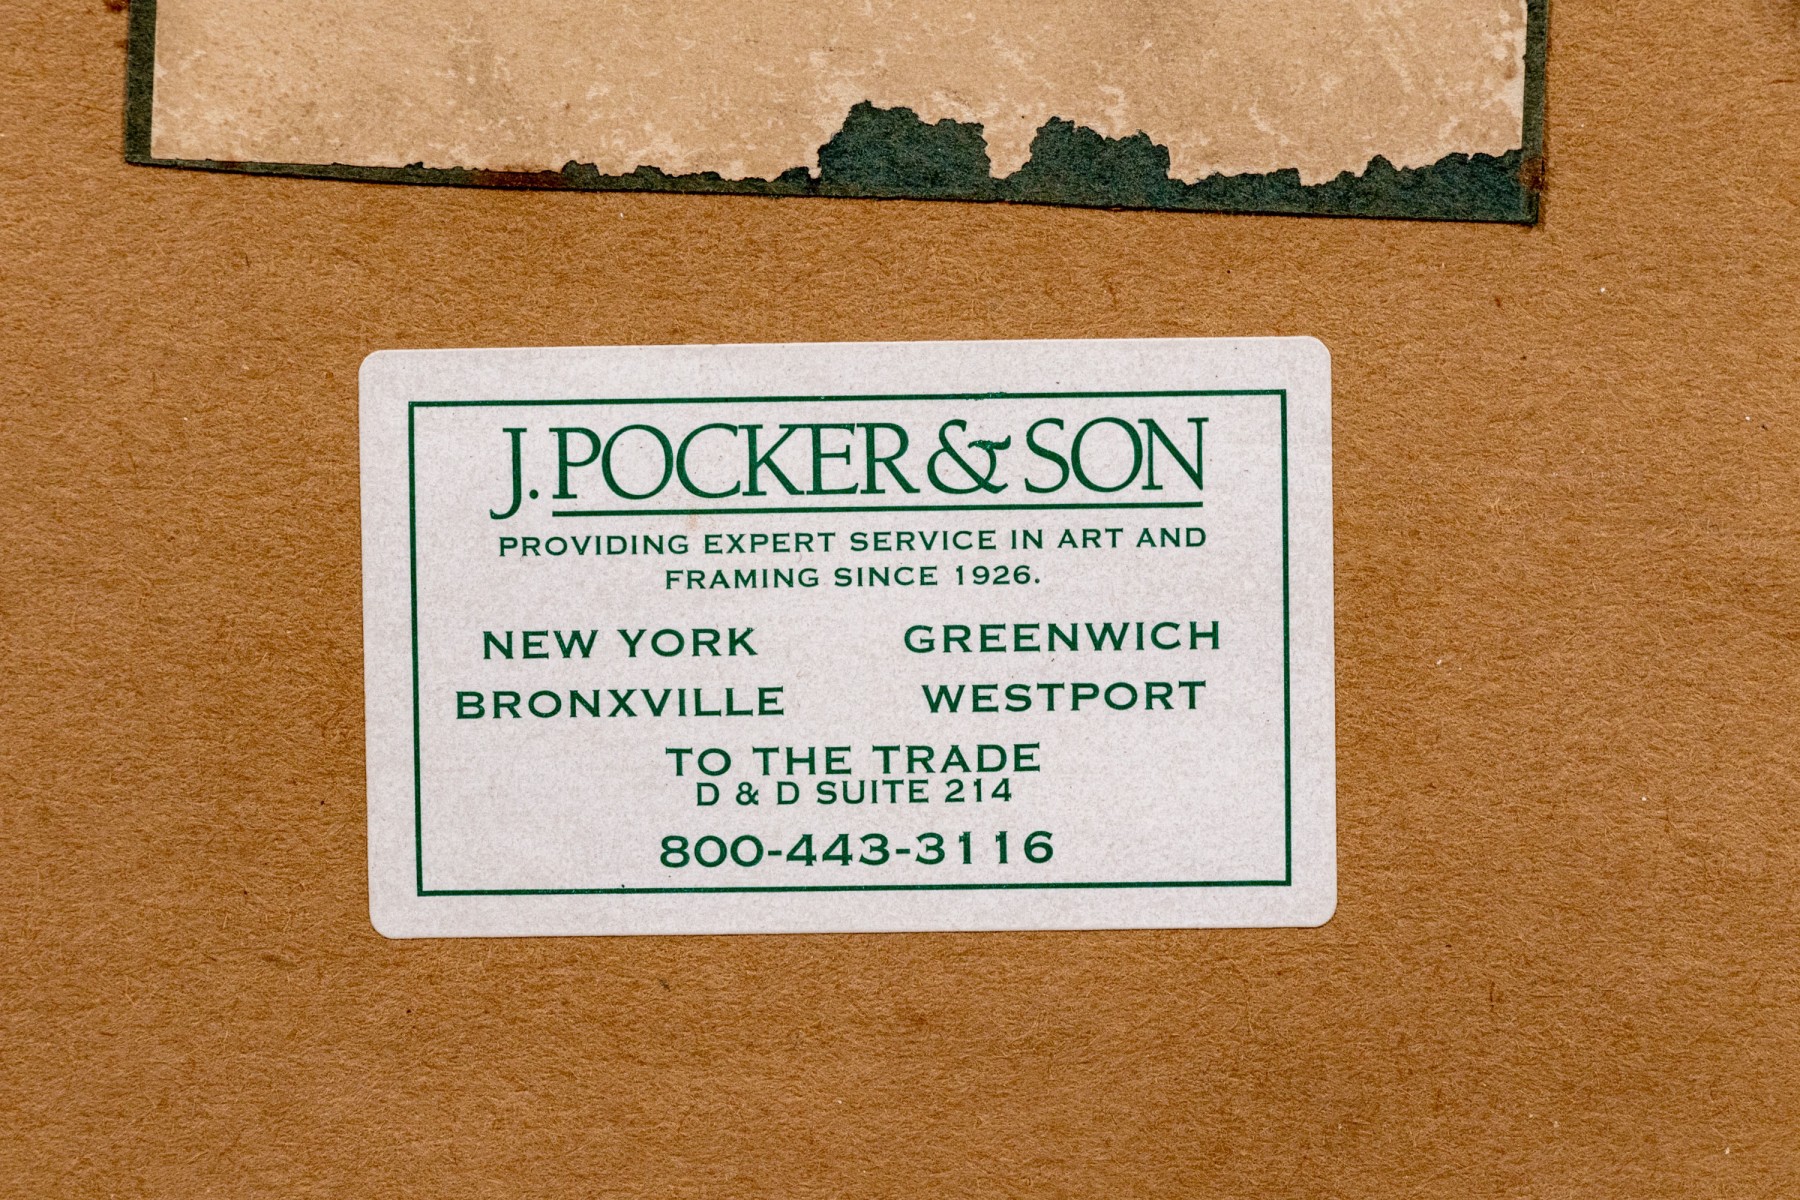 J. POCKER & SON
PROVIDING EXPERT SERVICE IN ART AND
FRAMING SINCE 1926.
NEW YORK GREENWICH
BRONXVILLE WESTPORT
TO THE TRADE
D & D SUITE 214
800-443-3116